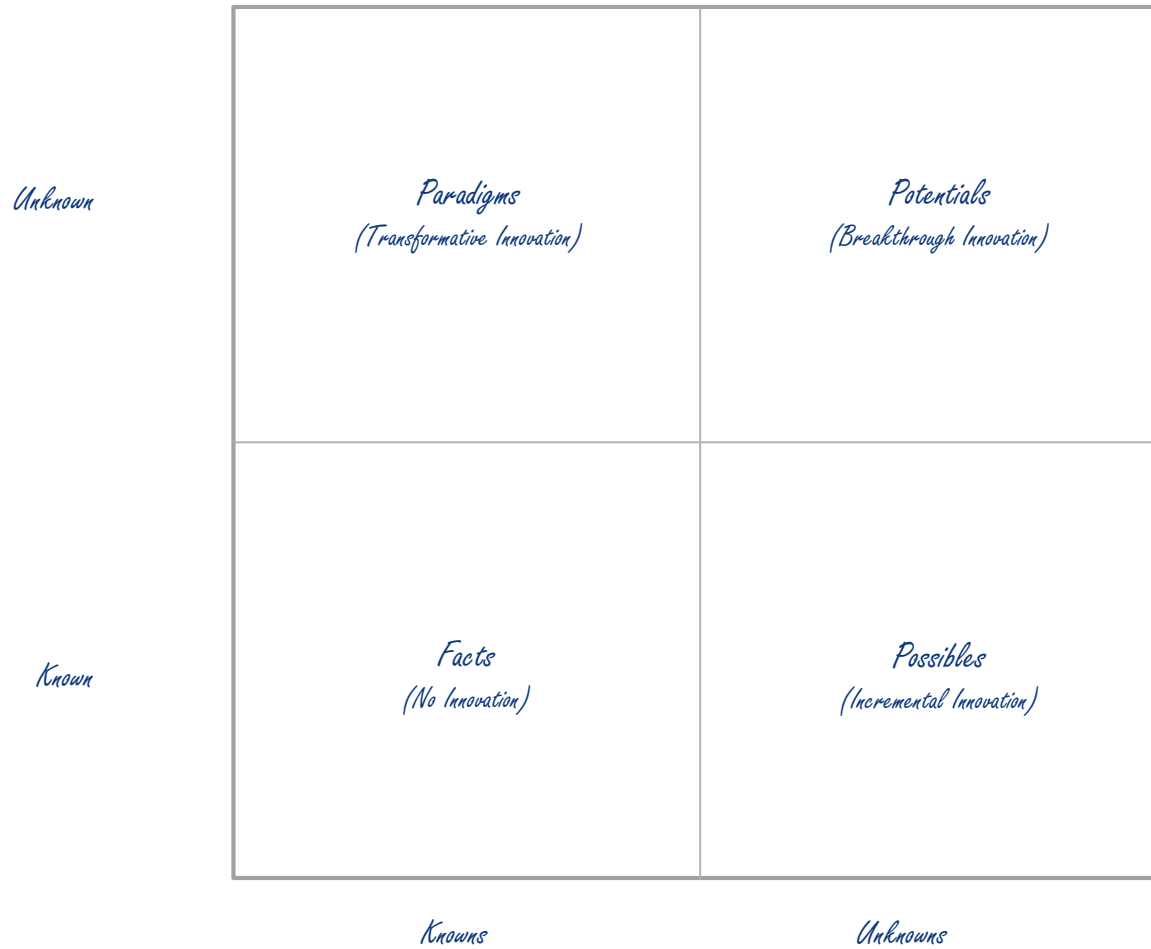 Unknown
Paradigms
(Transformative Innovation)
Potentials
(Breakthrough Innovation)
Known
Facts
(No Innovation)
Possibles
(Incremental Innovation)
Knowns
Unknowns